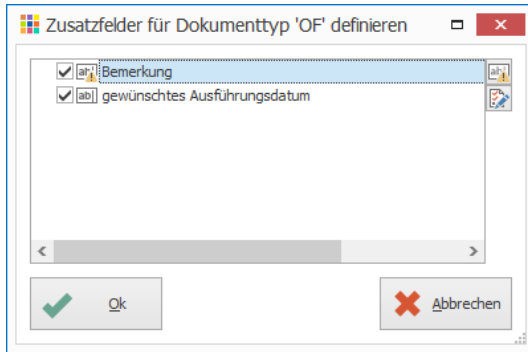 Zusatzfelder für Dokumenttyp 'OF' definieren
Bemerkung
gewünschtes Ausführungsdatum
Ok
Abbrechen